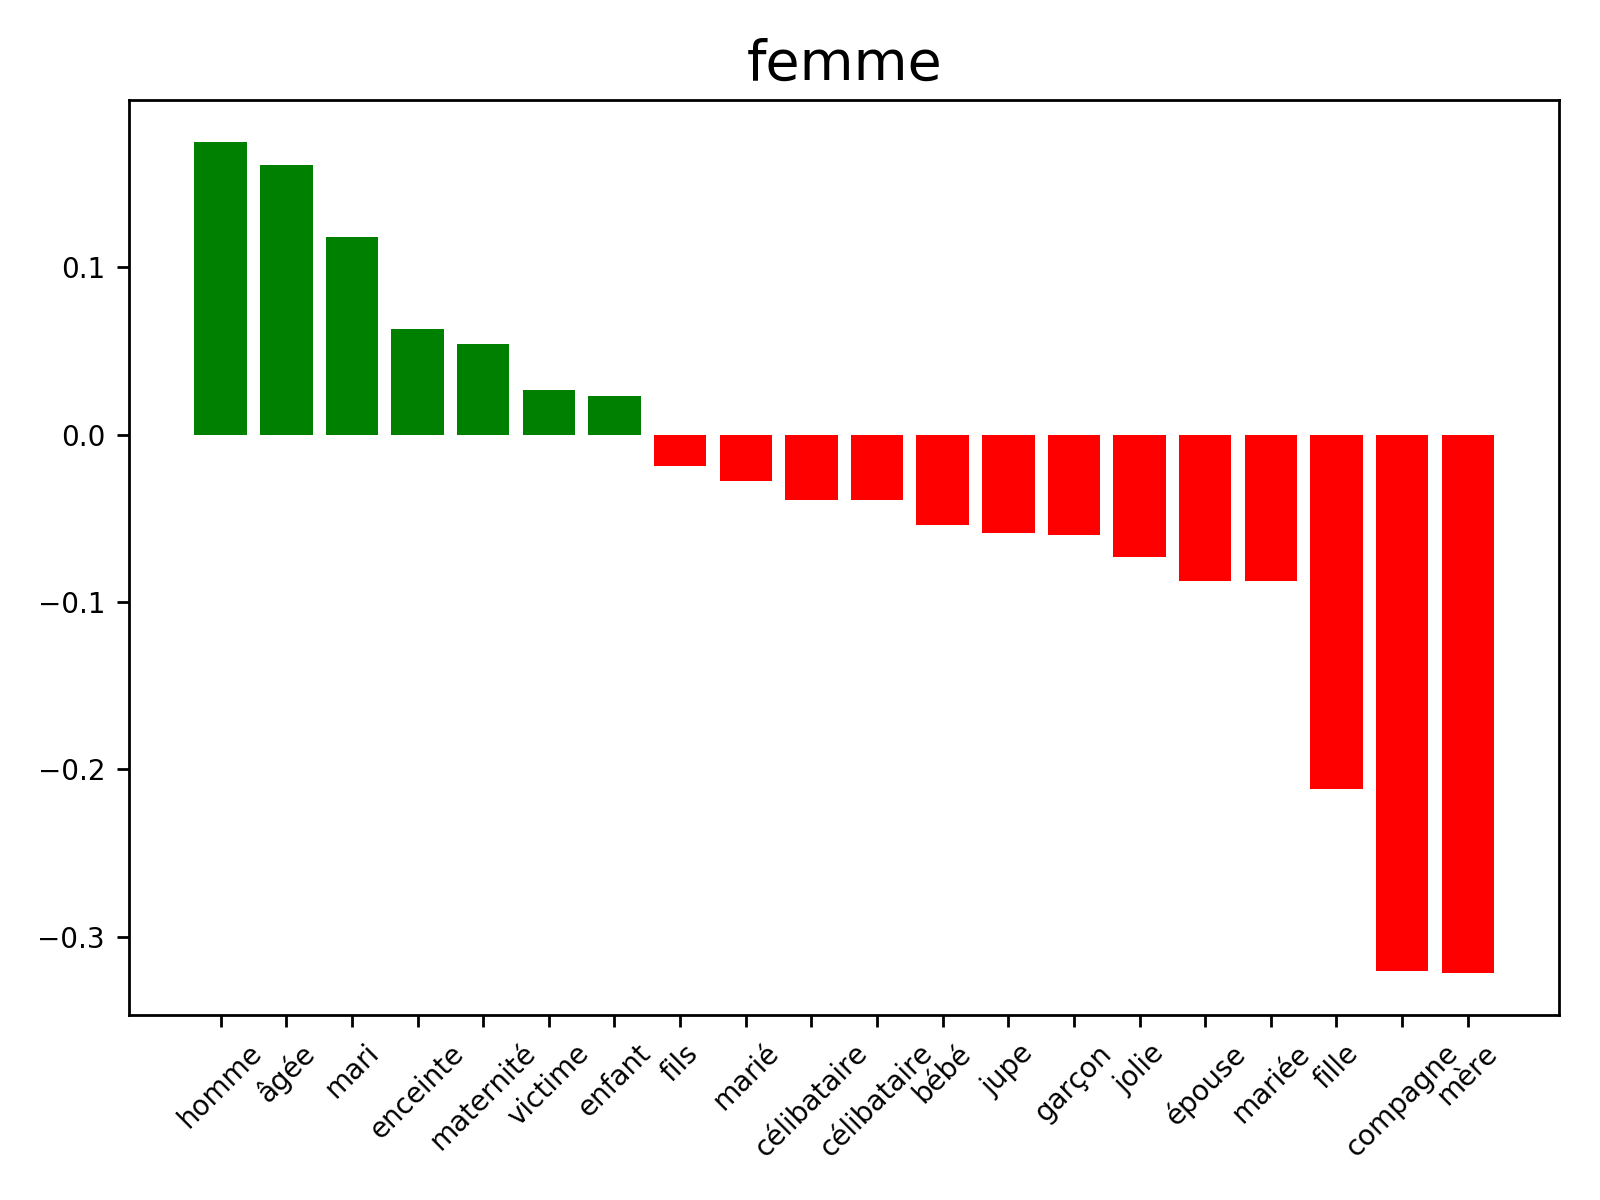 femme
0.1
0.0
−0.1
−0.2
−0.3
homme
âgée
mari
enceinte
maternité
victime
enfant
fils
marié
célibataire
célibataire
bébé
jupe
garçon
jolie
épouse
mariée
fille
compagne
mère